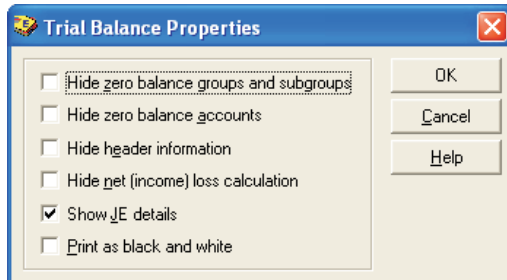 Trial Balance Properties
Hide zero balance groups and subgroups
Hide zero balance accounts
Hide header information
Hide net (income) loss calculation
Show JE details
Print as black and white
OK
Cancel
Help